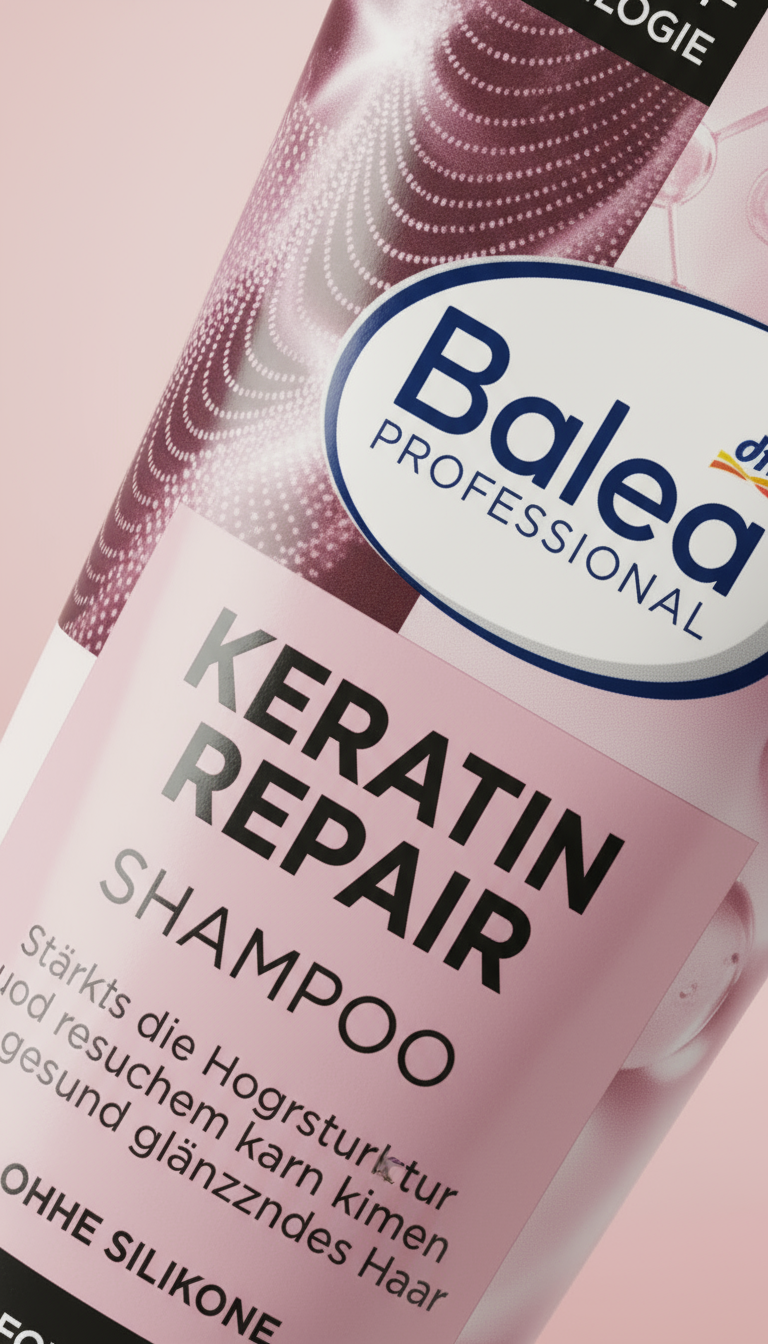 LOGIE
Balea
dm
PROFESSIONAL
KERATIN
REPAIR
SHAMPOO
Stärkts die Hogrsturktur
uod resuchem karn kimen
gesund glänzzndes Haar
OHHE SILIKONE